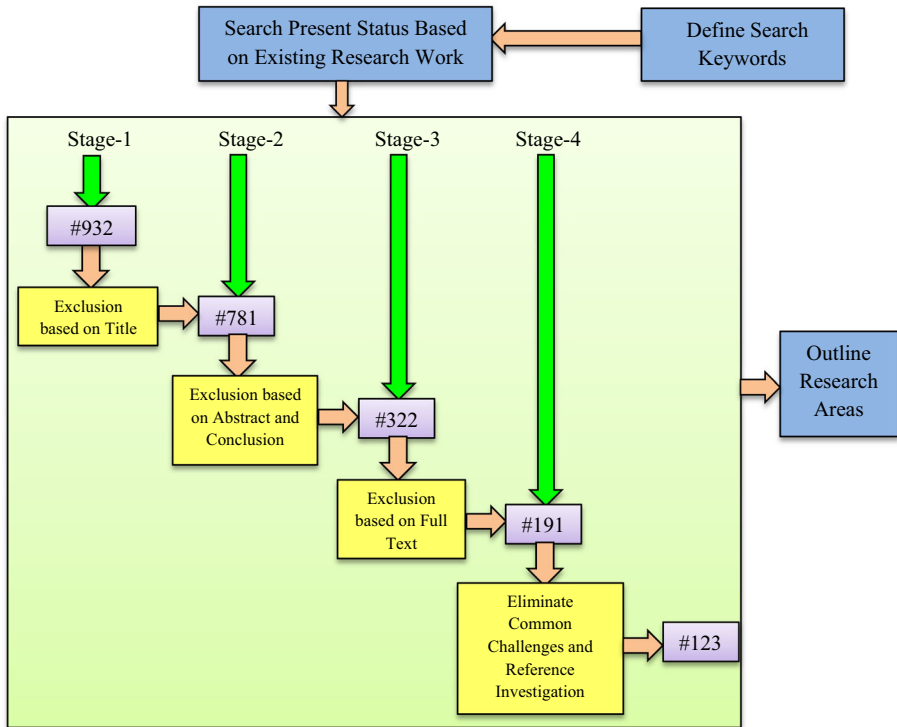 Search Present Status Based
on Existing Research Work
Define Search
Keywords
Stage-1
Stage-2
Stage-3
Stage-4
#932
Exclusion
based on Title
#781
Exclusion based
on Abstract and
Conclusion
#322
Exclusion
based on Full
Text
#191
Eliminate
Common
Challenges and
Reference
Investigation
#123
Outline
Research
Areas